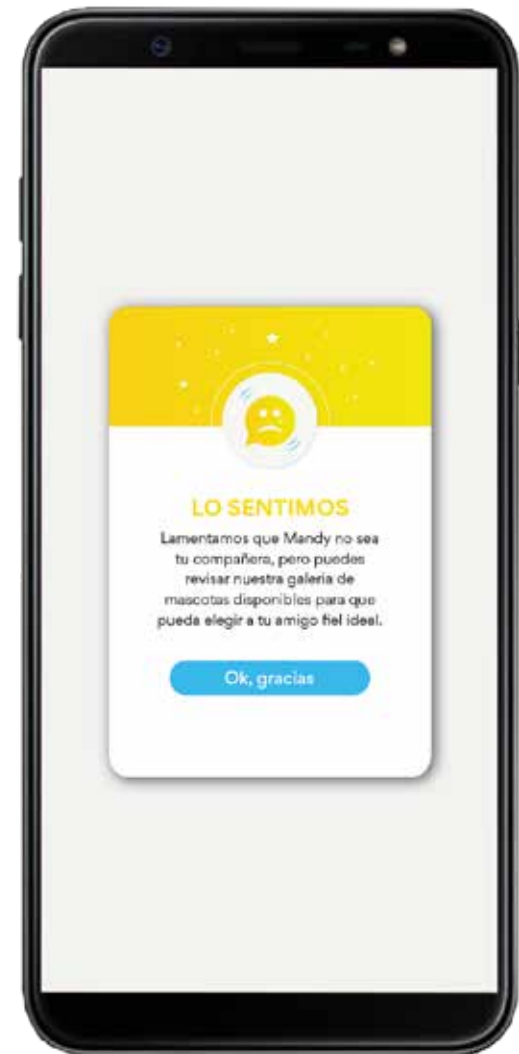 LO SENTIMOS
Lamentamos que Mandy no sea
tu compañera, pero puedes
revisar nuestra galeria de
mascotas disponibles para que
pueda elegir a tu amigo fiel ideal.
Ok, gracias